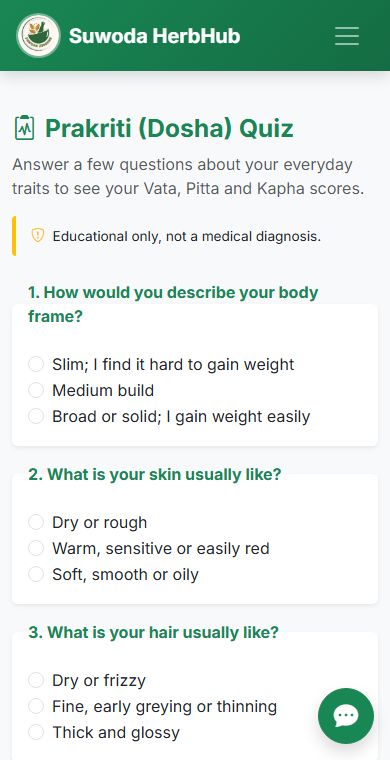 Suwoda HerbHub
Prakriti (Dosha) Quiz
Answer a few questions about your everyday
traits to see your Vata, Pitta and Kapha scores.
Educational only, not a medical diagnosis.
1. How would you describe your body
frame?
Slim; I find it hard to gain weight
Medium build
Broad or solid; I gain weight easily
2. What is your skin usually like?
Dry or rough
Warm, sensitive or easily red
Soft, smooth or oily
3. What is your hair usually like?
Dry or frizzy
Fine, early greying or thinning
Thick and glossy